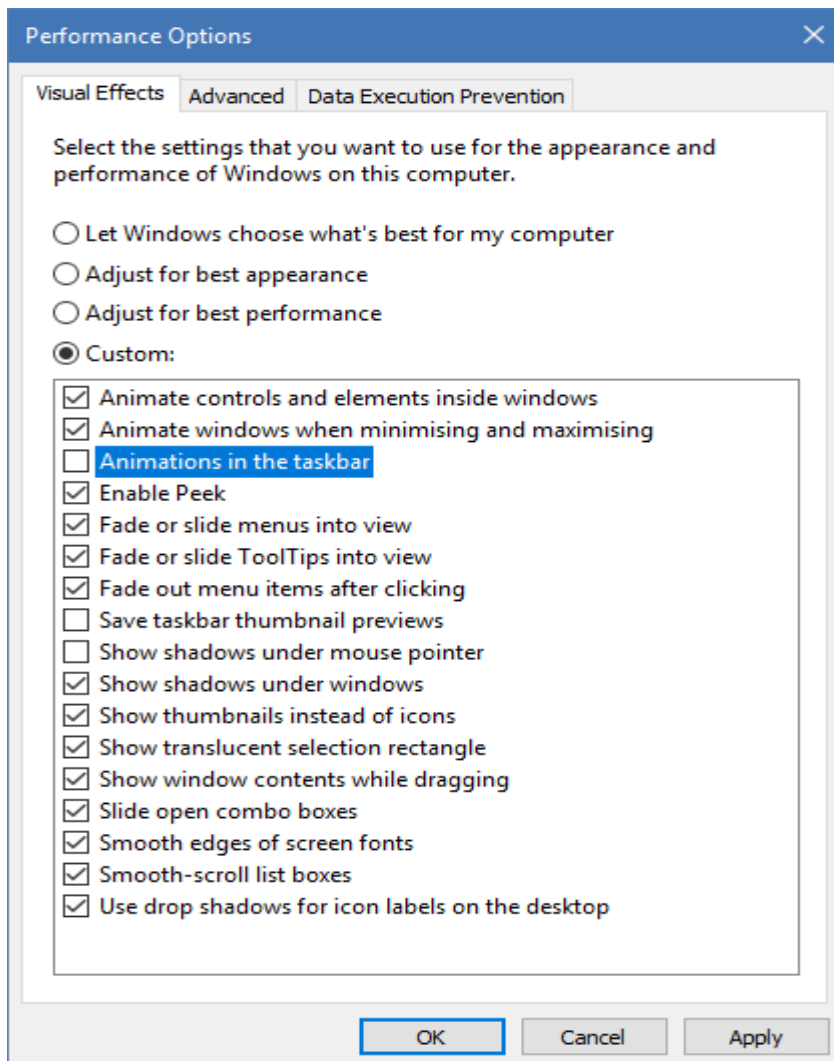 Performance Options
Visual Effects
Advanced
Data Execution Prevention
Select the settings that you want to use for the appearance and
performance of Windows on this computer.
Let Windows choose what's best for my computer
Adjust for best appearance
Adjust for best performance
Custom:
Animate controls and elements inside windows
Animate windows when minimising and maximising
Animations in the taskbar
Enable Peek
Fade or slide menus into view
Fade or slide ToolTips into view
Fade out menu items after clicking
Save taskbar thumbnail previews
Show shadows under mouse pointer
Show shadows under windows
Show thumbnails instead of icons
Show translucent selection rectangle
Show window contents while dragging
Slide open combo boxes
Smooth edges of screen fonts
Smooth-scroll list boxes
Use drop shadows for icon labels on the desktop
OK
Cancel
Apply